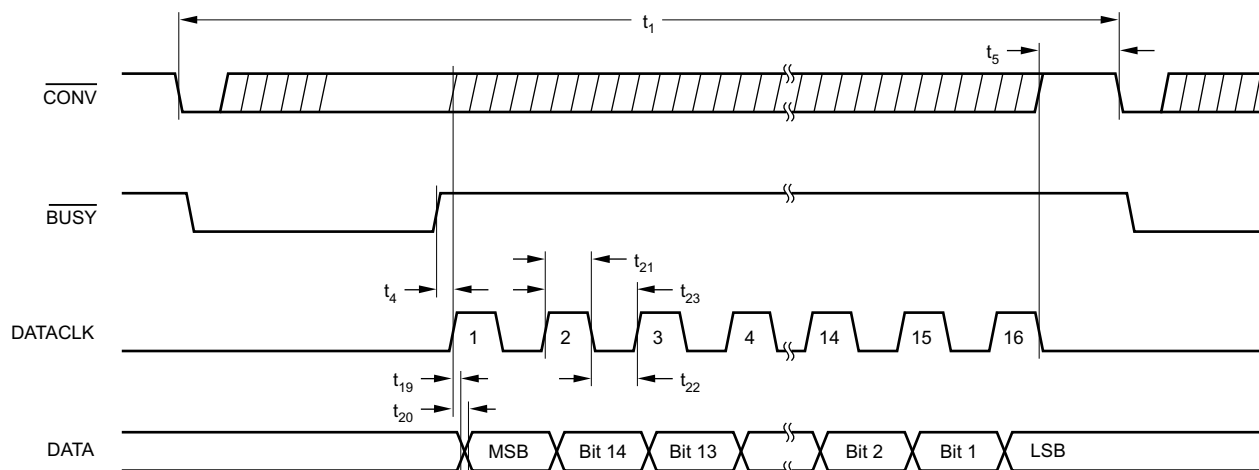 t1
t5
CONV
BUSY
t21
t4
t23
DATACLK
1 2 3 4 14 15 16
t19
t22
t20
DATA
MSB Bit 14 Bit 13 Bit 2 Bit 1 LSB